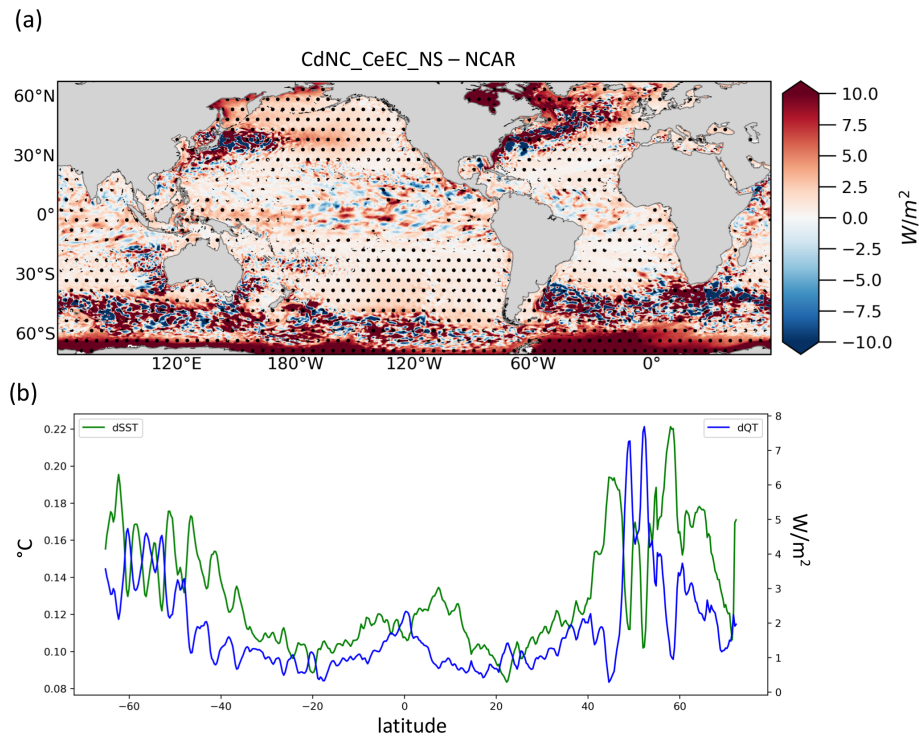 (a)
CdNC_CeEC_NS – NCAR
60°N
30°N
0°
30°S
60°S
120°E
180°W
120°W
60°W
0°
10.0
7.5
5.0
2.5
0.0
−2.5
−5.0
−7.5
−10.0
W/m²
(b)
dSST
dQT
0.22
0.20
0.18
0.16
0.14
0.12
0.10
0.08
°C
8
7
6
5
4
3
2
1
0
W/m²
−60
−40
−20
0
20
40
60
latitude